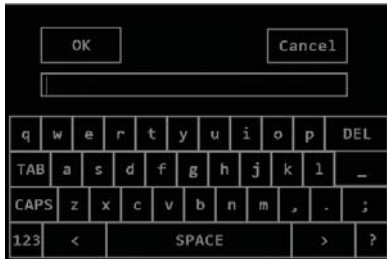 OK Cancel
q w e r t y u i o p DEL
TAB a s d f g h j k l _
CAPS z x c v b n m , . ;
123 < SPACE > ?